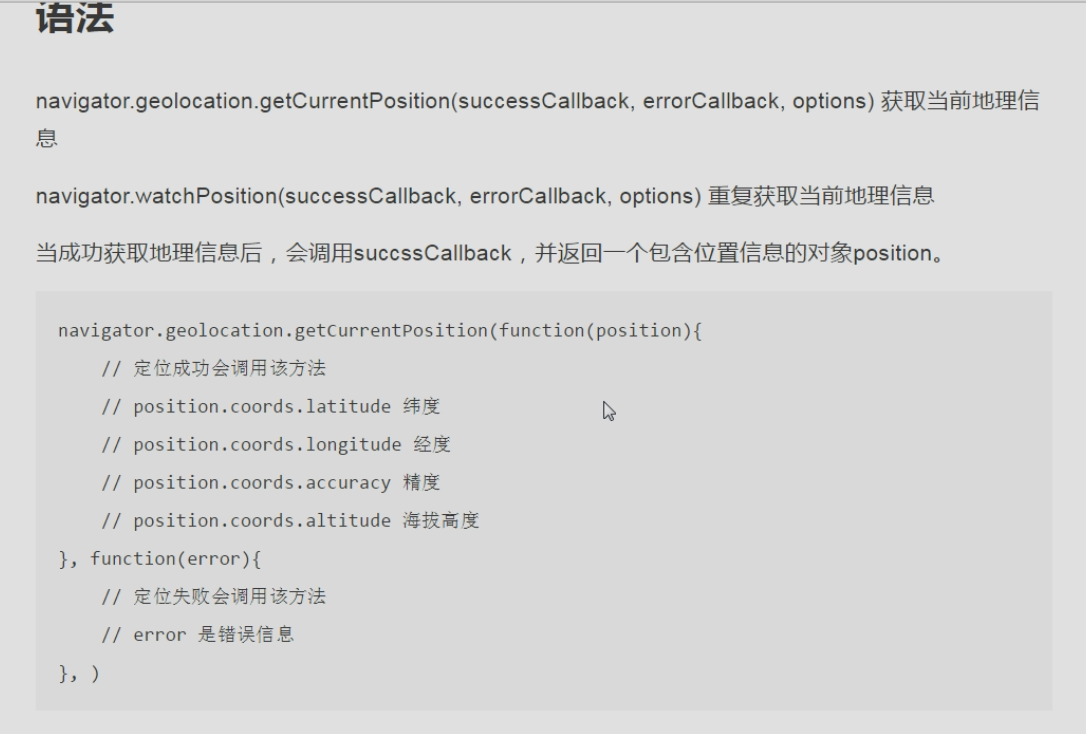 语法
navigator.geolocation.getCurrentPosition(successCallback, errorCallback, options) 获取当前地理信
息
navigator.watchPosition(successCallback, errorCallback, options) 重复获取当前地理信息
当成功获取地理信息后，会调用succssCallback，并返回一个包含位置信息的对象position。
navigator.geolocation.getCurrentPosition(function(position){
    // 定位成功会调用该方法
    // position.coords.latitude 纬度
    // position.coords.longitude 经度
    // position.coords.accuracy 精度
    // position.coords.altitude 海拔高度
}, function(error){
    // 定位失败会调用该方法
    // error 是错误信息
}, )